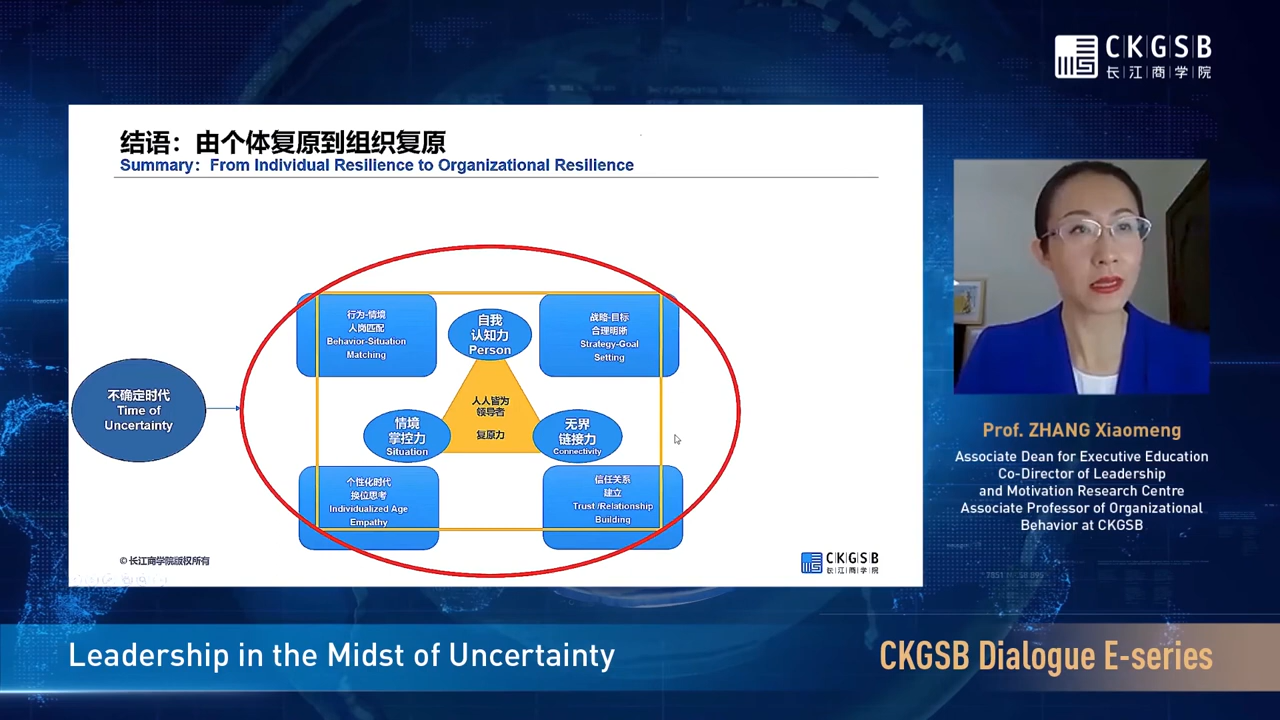 CKGSB
长江商学院
结语：由个体复原到组织复原
Summary：From Individual Resilience to Organizational Resilience
不确定时代
Time of
Uncertainty
行为-情境
人岗匹配
Behavior-Situation
Matching
自我
认知力
Person
战略-目标
合理明晰
Strategy-Goal
Setting
人人皆为
领导者
复原力
情境
掌控力
Situation
无界
链接力
Connectivity
个性化时代
换位思考
Individualized Age
Empathy
信任关系
建立
Trust /Relationship
Building
© 长江商学院版权所有
CKGSB
长江商学院
Prof. ZHANG Xiaomeng
Associate Dean for Executive Education
Co-Director of Leadership
and Motivation Research Centre
Associate Professor of Organizational
Behavior at CKGSB
Leadership in the Midst of Uncertainty
CKGSB Dialogue E-series